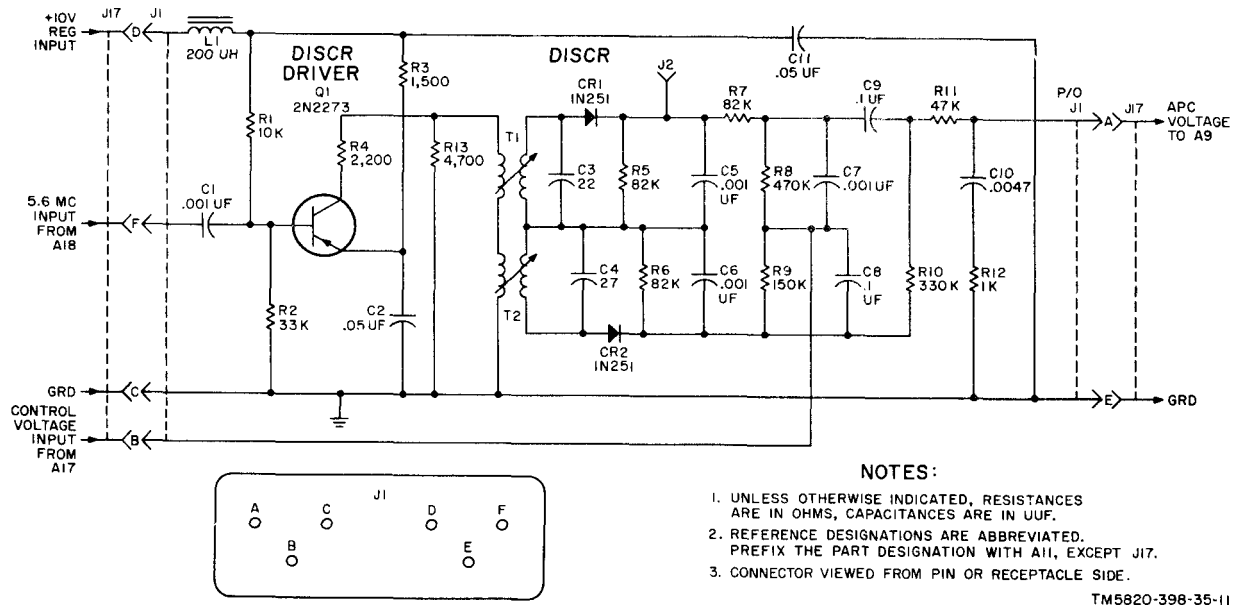 +10V
REG
INPUT
J17
D
J1
L1
200 UH
R1
10K
DISCR
DRIVER
Q1
2N2273
R3
1,500
R4
2,200
R13
4,700
5.6 MC
INPUT
FROM
A18
F
C1
.001 UF
R2
33K
C2
.05 UF
DISCR
CR1
1N251
T1
T2
C3
22
R5
82K
C4
27
R6
82K
CR2
1N251
J2
C5
.001
UF
C6
.001
UF
R7
82K
C11
.05 UF
R8
470K
C7
.001 UF
R9
150K
C8
.1
UF
C9
.1 UF
R10
330K
R11
47K
C10
.0047
R12
1K
P/O
J1
A
J17
APC
VOLTAGE
TO A9
E
GRD
GRD
C
CONTROL
VOLTAGE
INPUT
FROM
A17
B
J1
A
C
D
F
B
E
NOTES:
1. UNLESS OTHERWISE INDICATED, RESISTANCES
ARE IN OHMS, CAPACITANCES ARE IN UUF.
2. REFERENCE DESIGNATIONS ARE ABBREVIATED.
PREFIX THE PART DESIGNATION WITH A11, EXCEPT J17.
3. CONNECTOR VIEWED FROM PIN OR RECEPTACLE SIDE.
TM5820-398-35-11